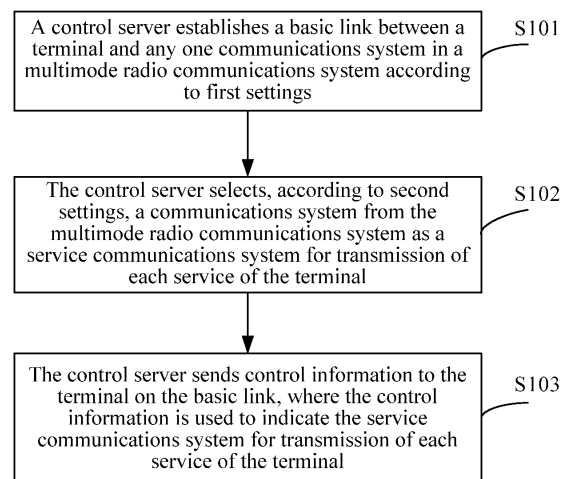 A control server establishes a basic link between a
terminal and any one communications system in a
multimode radio communications system according
to first settings
S101
The control server selects, according to second
settings, a communications system from the
multimode radio communications system as a
service communications system for transmission of
each service of the terminal
S102
The control server sends control information to the
terminal on the basic link, where the control
information is used to indicate the service
communications system for transmission of each
service of the terminal
S103